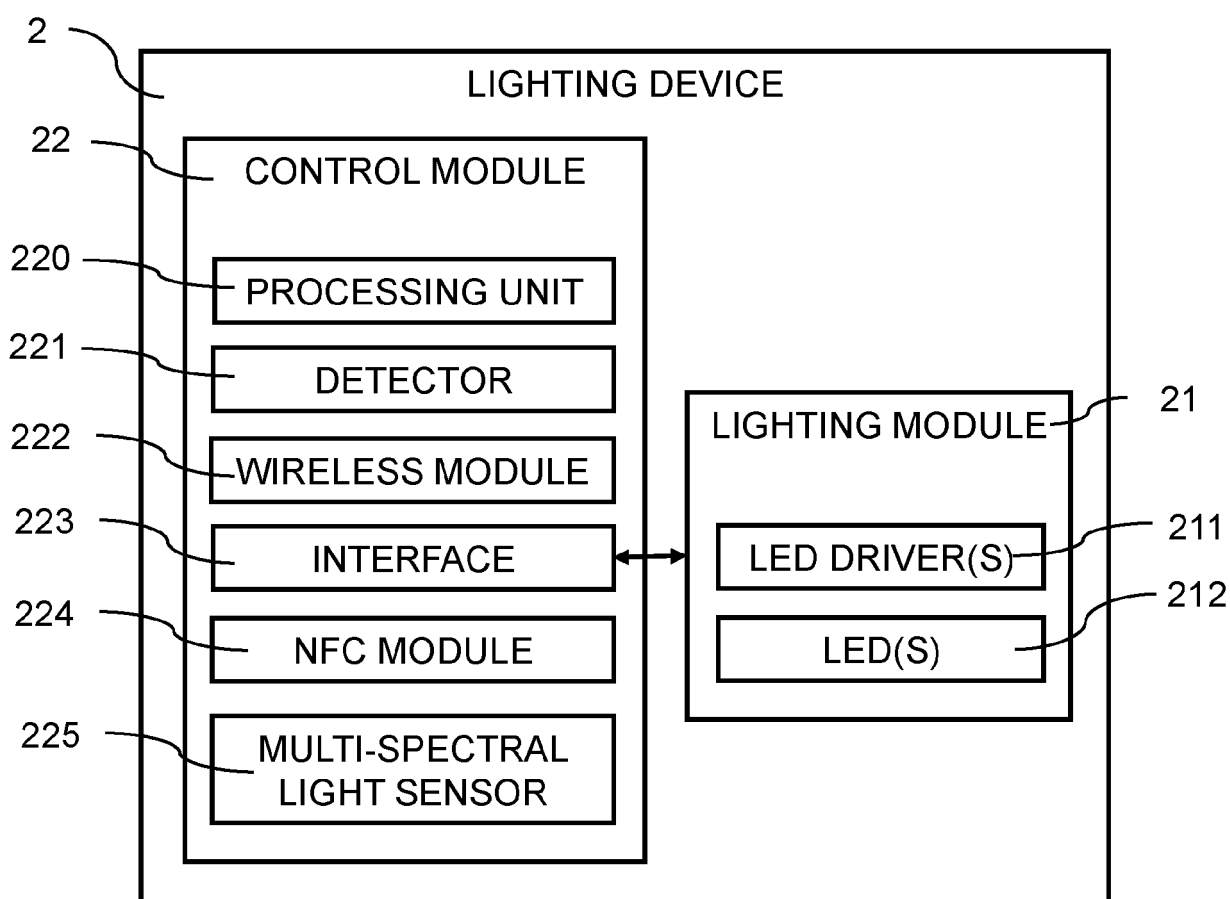 2
LIGHTING DEVICE
22
CONTROL MODULE
220
PROCESSING UNIT
221
DETECTOR
222
WIRELESS MODULE
223
INTERFACE
224
NFC MODULE
225
MULTI-SPECTRAL
LIGHT SENSOR
21
LIGHTING MODULE
211
LED DRIVER(S)
212
LED(S)